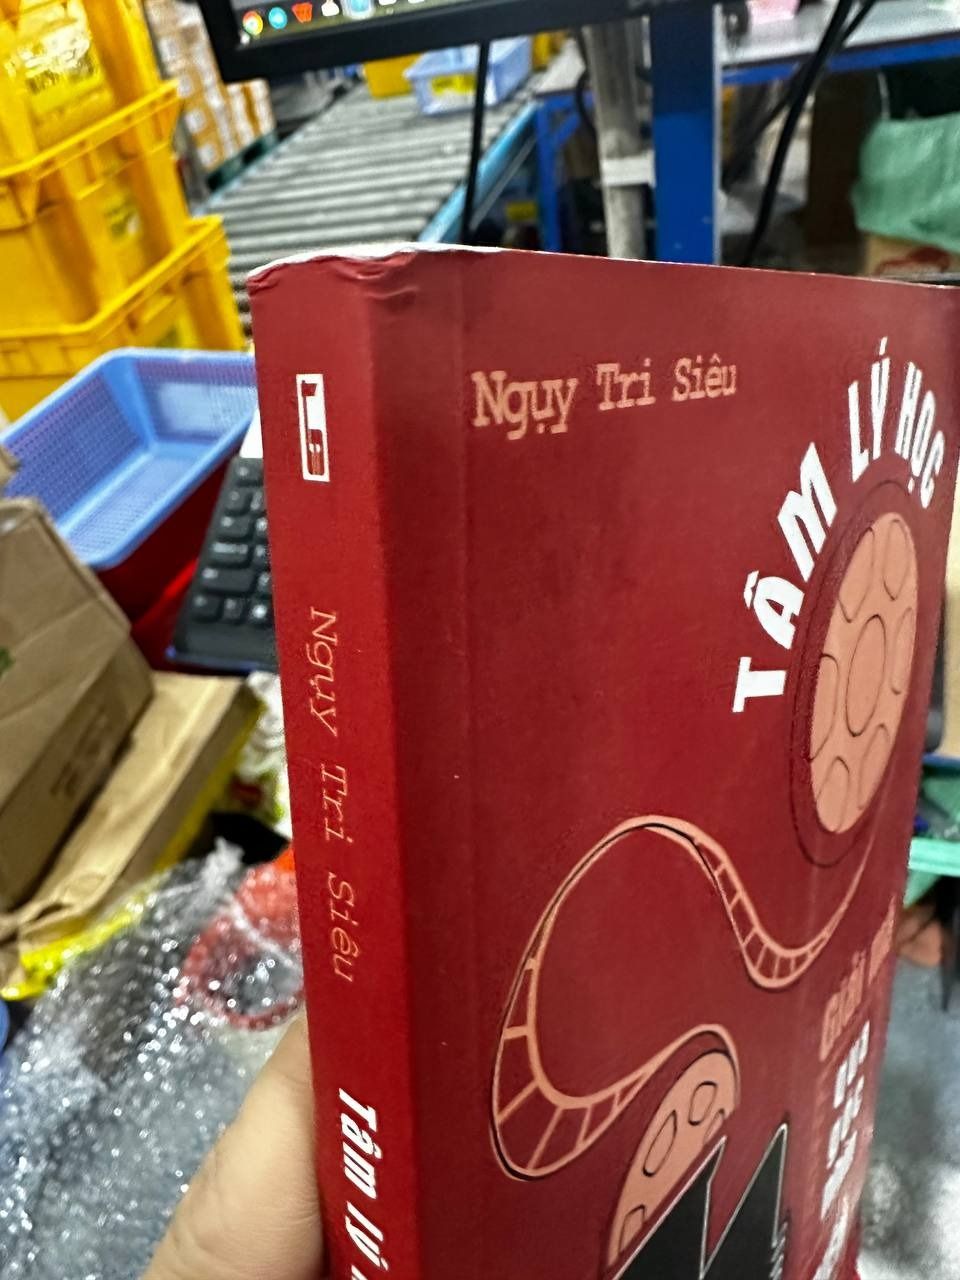 Ngụy Tri Siêu
TÂM LÝ HỌC
Ngụy Tri Siêu
Tâm lý